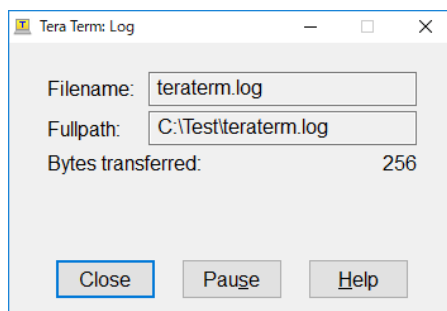 Tera Term: Log
Filename: teraterm.log
Fullpath: C:\Test\teraterm.log
Bytes transferred: 256
Close Pause Help